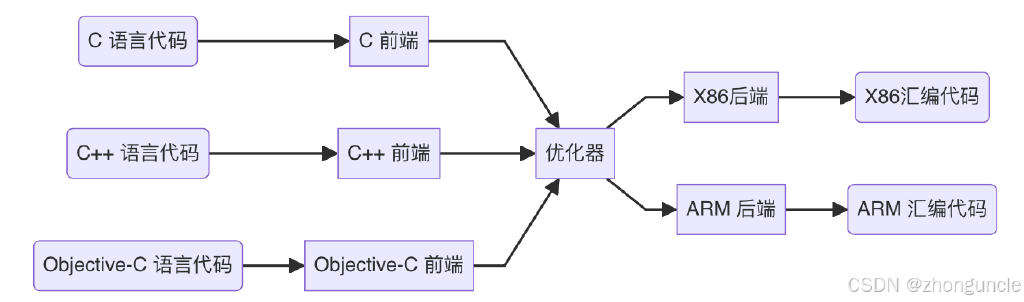 C 语言代码
C 前端
C++ 语言代码
C++ 前端
Objective-C 语言代码
Objective-C 前端
优化器
X86后端
X86汇编代码
ARM 后端
ARM 汇编代码
CSDN @zhonguncle